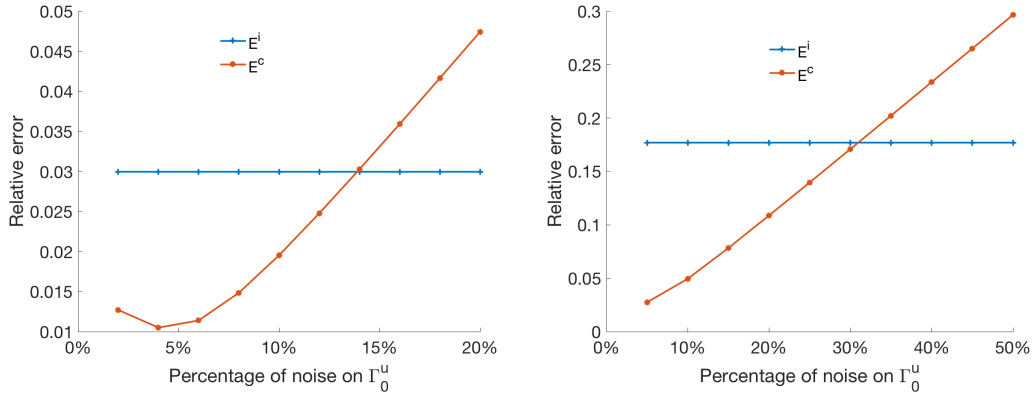 0.05
0.045
0.04
0.035
0.03
0.025
0.02
0.015
0.01
Relative error
E^i
E^c
0% 5% 10% 15% 20%
Percentage of noise on Γ_0^u
0.3
0.25
0.2
0.15
0.1
0.05
0
Relative error
E^i
E^c
0% 10% 20% 30% 40% 50%
Percentage of noise on Γ_0^u